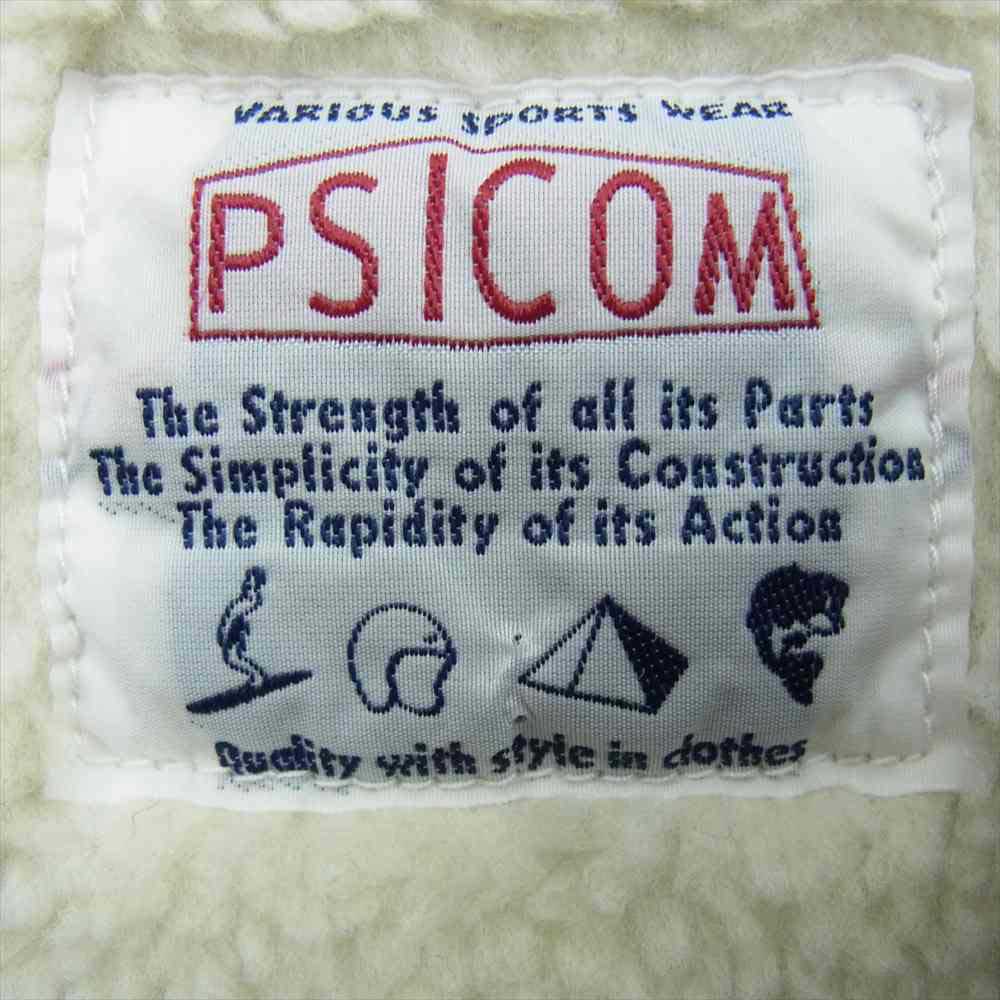 VARIOUS SPORTS WEAR
PSICOM
The Strength of all its Parts
The Simplicity of its Construction
The Rapidity of its Action
Quality with style in clothes